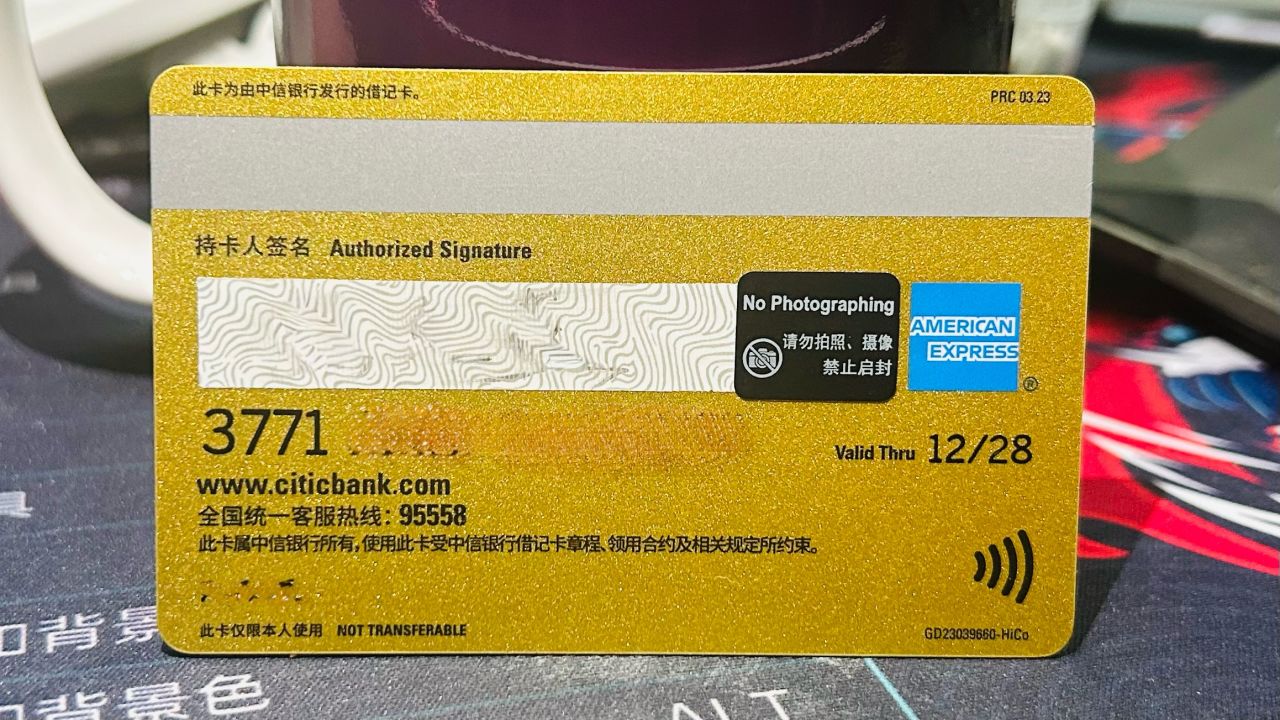 此卡为由中信银行发行的借记卡。
PRC 03.23
持卡人签名 Authorized Signature
No Photographing
请勿拍照、摄像
禁止启封
AMERICAN
EXPRESS
®
3771
Valid Thru 12/28
www.citicbank.com
全国统一客服热线：95558
此卡属中信银行所有,使用此卡受中信银行借记卡章程、领用合约及相关规定所约束。
此卡仅限本人使用 NOT TRANSFERABLE
GD23039660-HiCo
背景
背景色